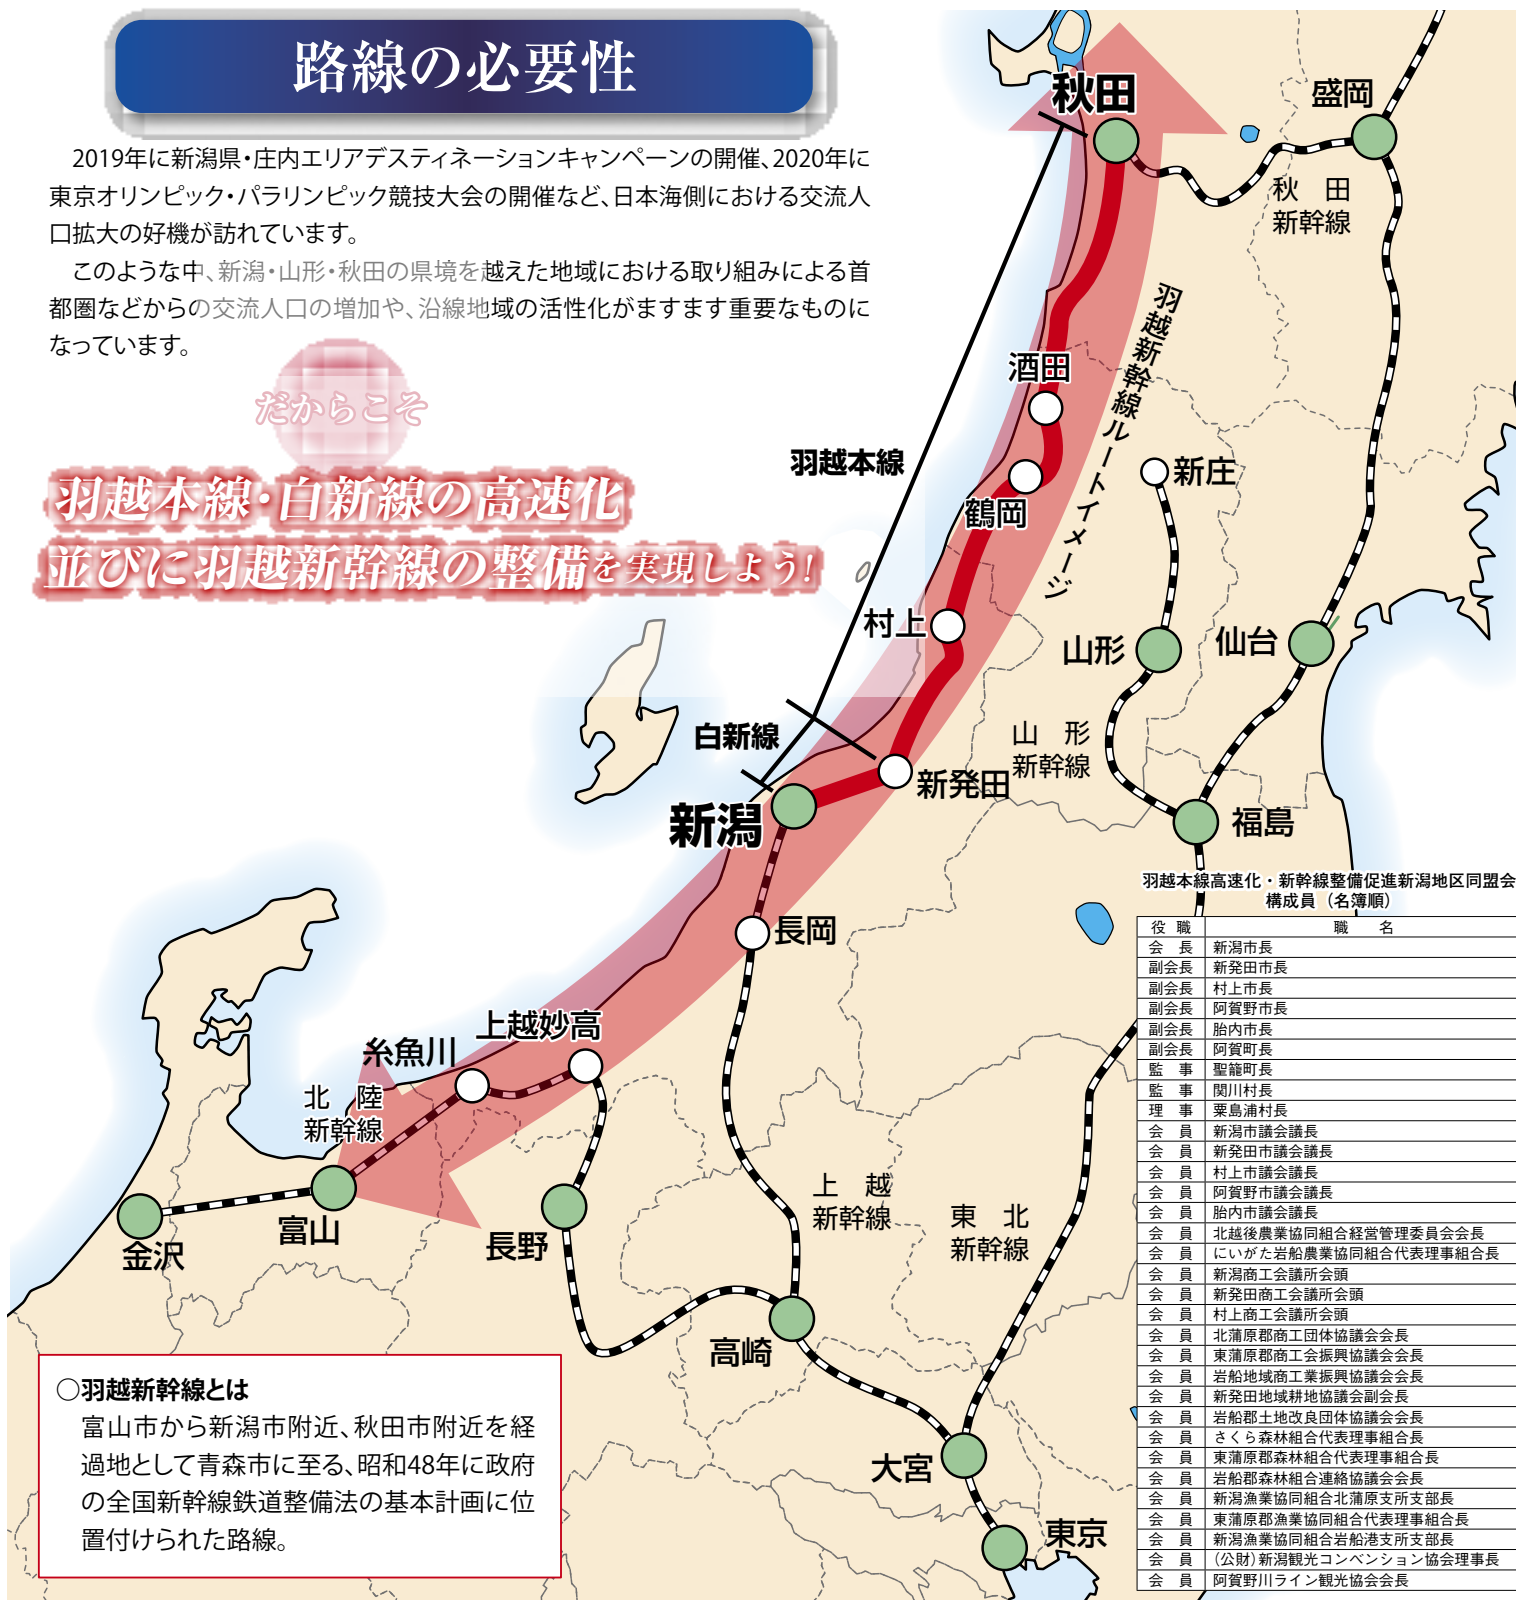 路線の必要性
2019年に新潟県・庄内エリアデスティネーションキャンペーンの開催、2020年に
東京オリンピック・パラリンピック競技大会の開催など、日本海側における交流人
口拡大の好機が訪れています。
このような中、新潟・山形・秋田の県境を越えた地域における取り組みによる首
都圏などからの交流人口の増加や、沿線地域の活性化がますます重要なものに
なっています。
だからこそ
羽越本線・白新線の高速化
並びに羽越新幹線の整備を実現しよう!
秋田
盛岡
秋田
新幹線
羽越新幹線ルートイメージ
酒田
羽越本線
新庄
鶴岡
村上
山形
仙台
白新線
山形
新幹線
新発田
新潟
福島
長岡
上越妙高
糸魚川
北陸
新幹線
上越
新幹線
東北
新幹線
富山
金沢
長野
高崎
大宮
東京
○羽越新幹線とは
富山市から新潟市附近、秋田市附近を経
過地として青森市に至る、昭和48年に政府
の全国新幹線鉄道整備法の基本計画に位
置付けられた路線。
羽越本線高速化・新幹線整備促進新潟地区同盟会
構成員（名簿順）
役職 職名
会長 新潟市長
副会長 新発田市長
副会長 村上市長
副会長 阿賀野市長
副会長 胎内市長
副会長 阿賀町長
監事 聖籠町長
監事 関川村長
理事 粟島浦村長
会員 新潟市議会議長
会員 新発田市議会議長
会員 村上市議会議長
会員 阿賀野市議会議長
会員 胎内市議会議長
会員 北越後農業協同組合経営管理委員会会長
会員 にいがた岩船農業協同組合代表理事組合長
会員 新潟商工会議所会頭
会員 新発田商工会議所会頭
会員 村上商工会議所会頭
会員 北蒲原郡商工団体協議会会長
会員 東蒲原郡商工会振興協議会会長
会員 岩船地域商工業振興協議会会長
会員 新発田地域耕地協議会副会長
会員 岩船郡土地改良団体協議会会長
会員 さくら森林組合代表理事組合長
会員 東蒲原郡森林組合代表理事組合長
会員 岩船郡森林組合連絡協議会会長
会員 新潟漁業協同組合北蒲原支所支部長
会員 東蒲原郡漁業協同組合代表理事組合長
会員 新潟漁業協同組合岩船港支所支部長
会員 (公財)新潟観光コンベンション協会理事長
会員 阿賀野川ライン観光協会会長